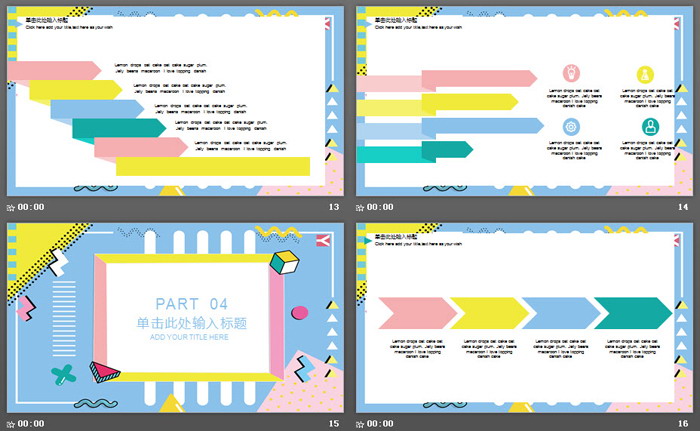 单击此处输入标题
Click here add your title,text here as your wish
Lemon drops oat cake oat cake sugar plum.
Jelly beans macaroon I love topping danish
Lemon drops oat cake oat cake sugar plum.
Jelly beans macaroon I love topping danish
Lemon drops oat cake oat cake sugar plum.
Jelly beans macaroon I love topping danish
Lemon drops oat cake oat cake sugar plum.
Jelly beans macaroon I love topping danish
Lemon drops oat cake oat cake sugar plum.
Jelly beans macaroon I love topping danish
00:00
13
单击此处输入标题
Click here add your title,text here as your wish
Lemon drops oat cake oat
cake sugar plum. Jelly beans
macaroon I love topping
danish cake
Lemon drops oat cake oat
cake sugar plum. Jelly beans
macaroon I love topping
danish cake
Lemon drops oat cake oat
cake sugar plum. Jelly beans
macaroon I love topping
danish cake
Lemon drops oat cake oat
cake sugar plum. Jelly beans
macaroon I love topping
danish cake
00:00
14
PART 04
单击此处输入标题
ADD YOUR TITLE HERE
00:00
15
单击此处输入标题
Click here add your title,text here as your wish
Lemon drops oat cake oat
cake sugar plum. Jelly beans
macaroon I love topping
danish cake
Lemon drops oat cake oat
cake sugar plum. Jelly beans
macaroon I love topping
danish cake
Lemon drops oat cake oat
cake sugar plum. Jelly beans
macaroon I love topping
danish cake
Lemon drops oat cake oat
cake sugar plum. Jelly beans
macaroon I love topping
danish cake
00:00
16